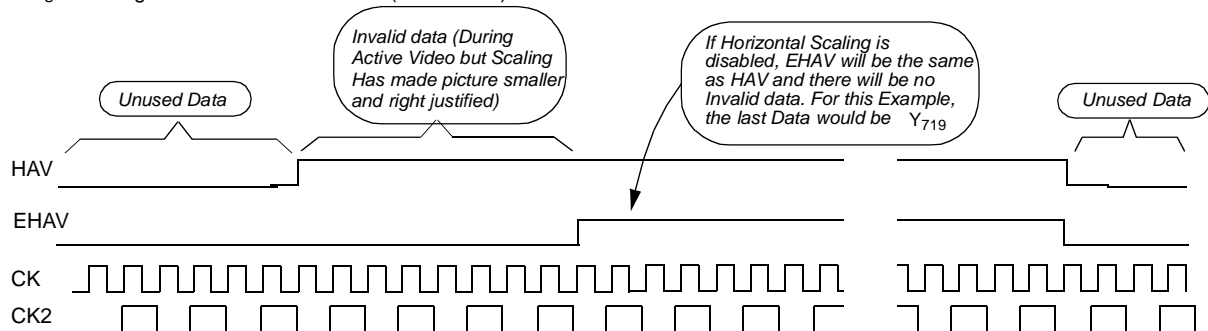 Invalid data (During
Active Video but Scaling
Has made picture smaller
and right justified)
If Horizontal Scaling is
disabled, EHAV will be the same
as HAV and there will be no
Invalid data. For this Example,
the last Data would be Y719
Unused Data
Unused Data
HAV
EHAV
CK
CK2